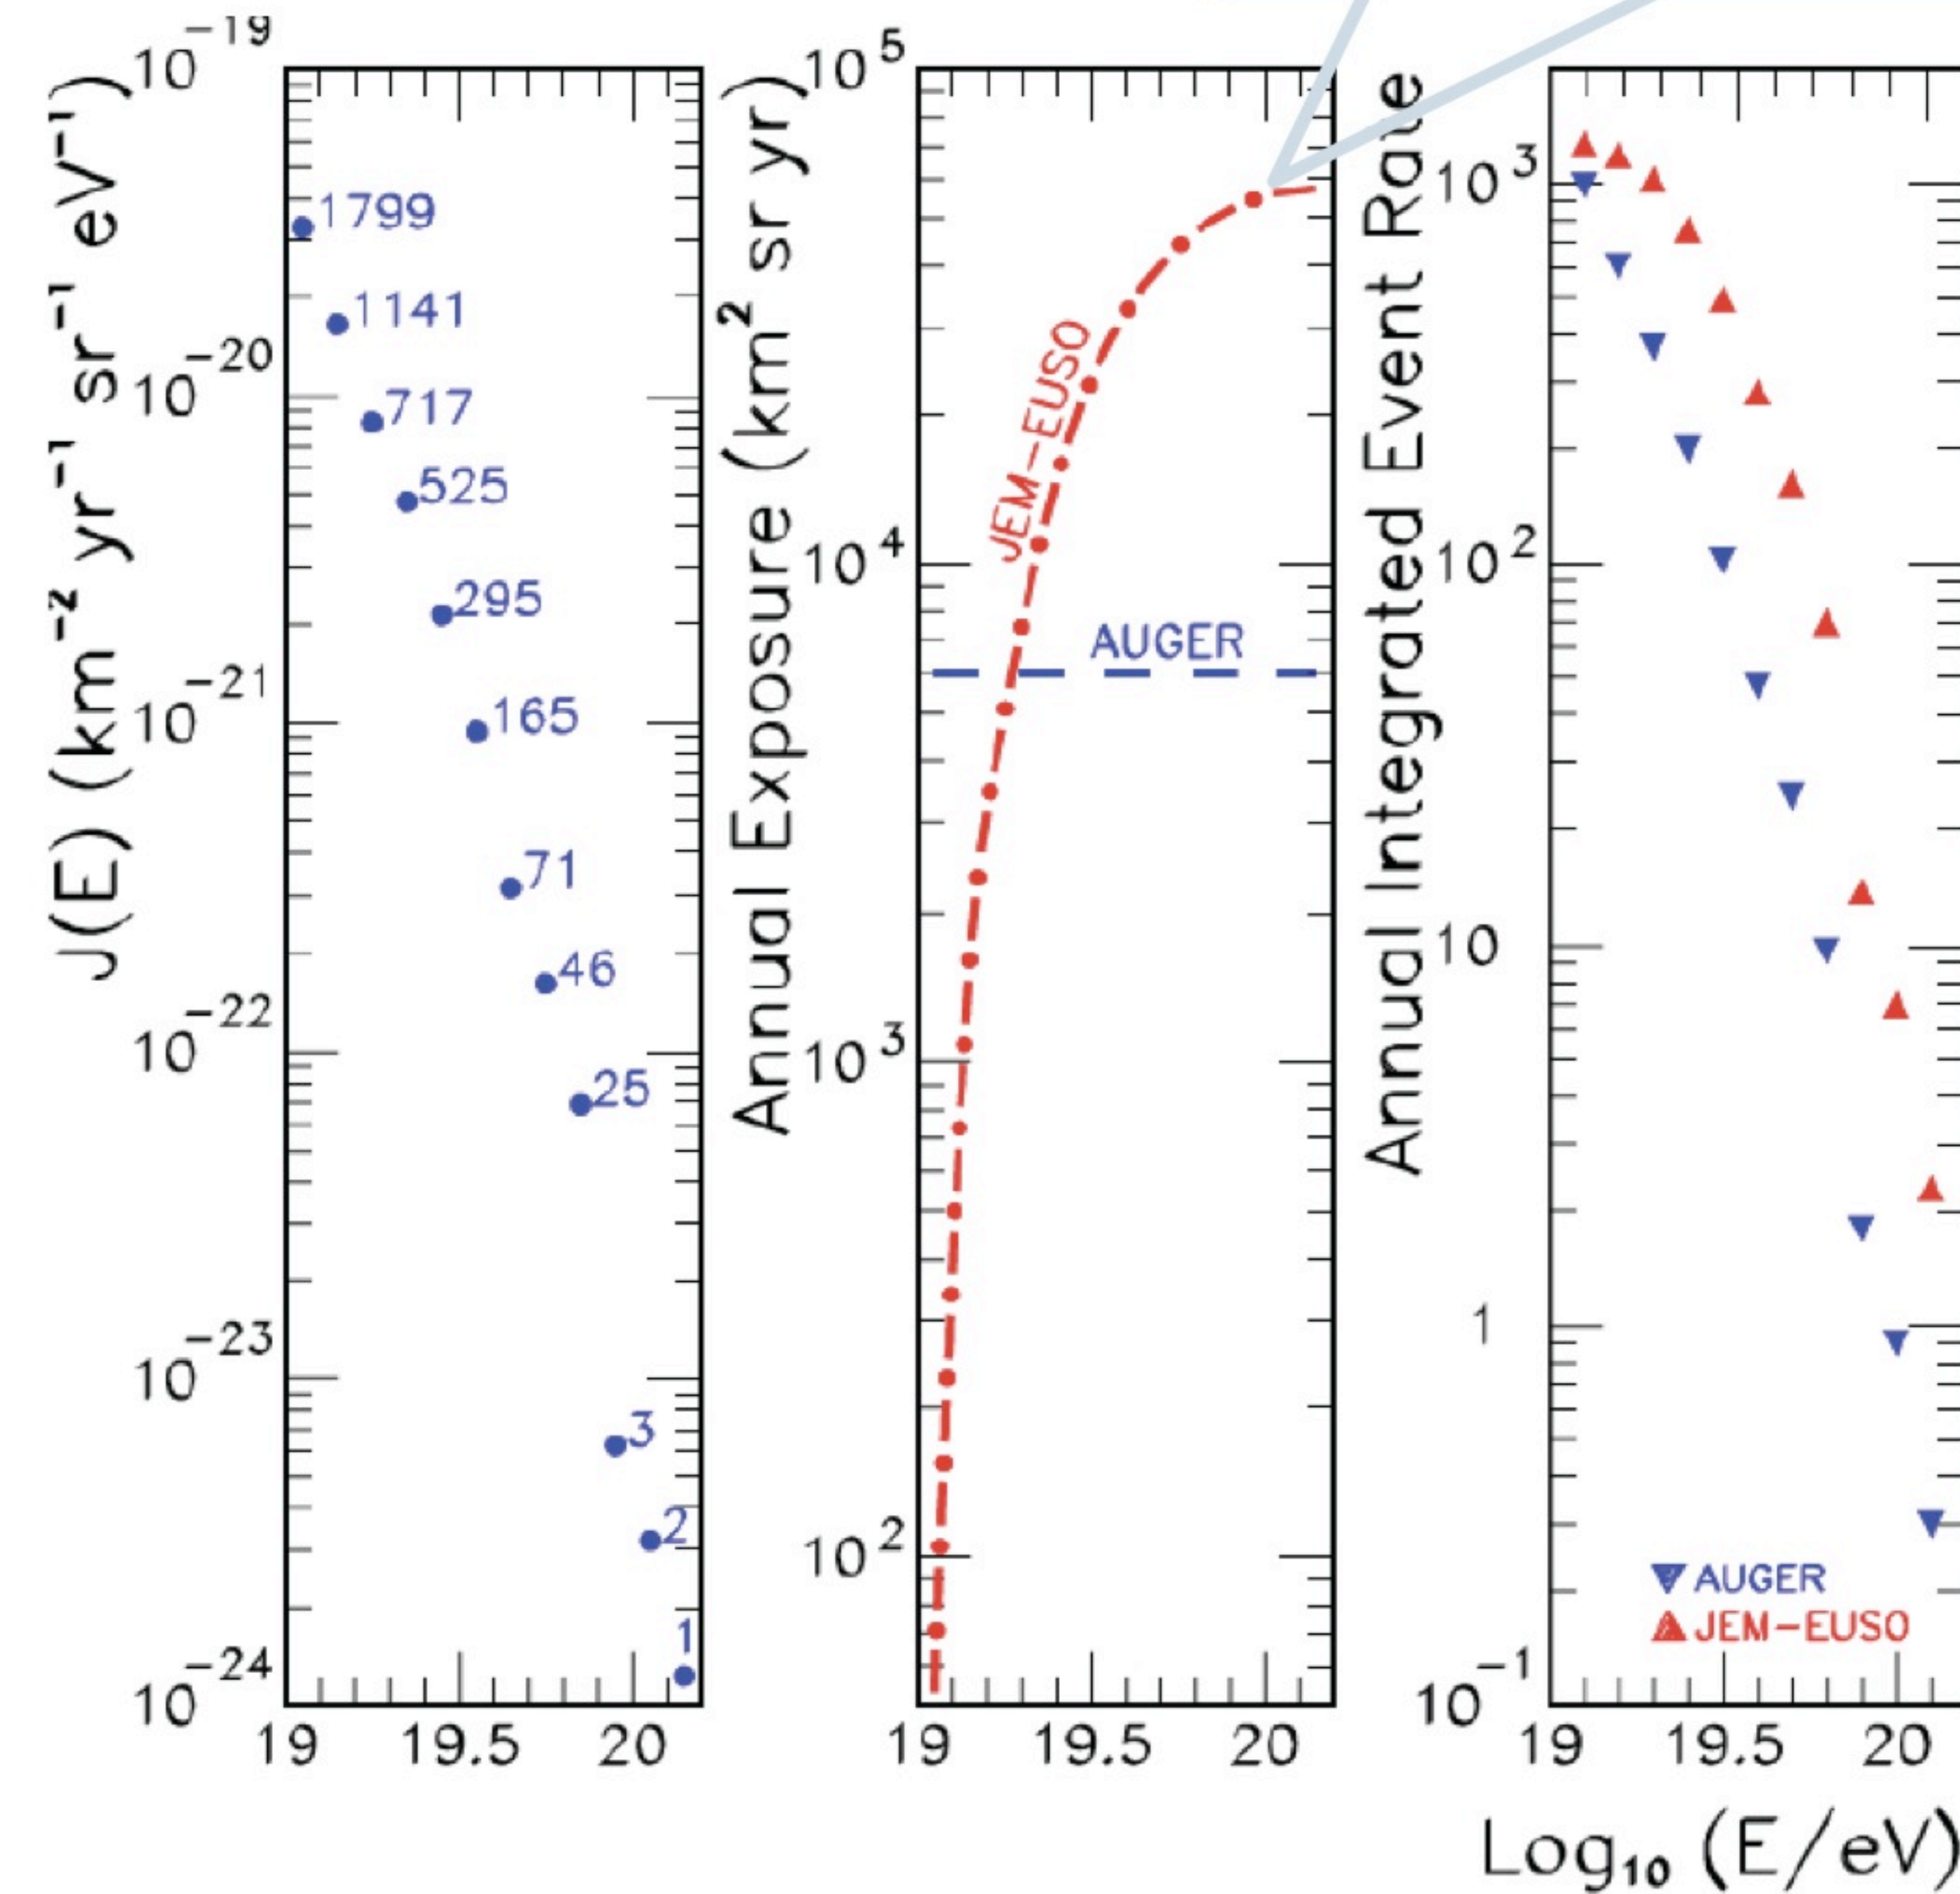 J(E) (km⁻² yr⁻¹ sr⁻¹ eV⁻¹)
10⁻¹⁹
10⁻²⁰
10⁻²¹
10⁻²²
10⁻²³
10⁻²⁴
1799
1141
717
525
295
165
71
46
25
3
2
1
19 19.5 20
Annual Exposure (km² sr yr)
10⁵
10⁴
10³
10²
JEM-EUSO
AUGER
19 19.5 20
Annual Integrated Event Rate
10³
10²
10
1
10⁻¹
AUGER
JEM-EUSO
19 19.5 20
Log₁₀ (E/eV)